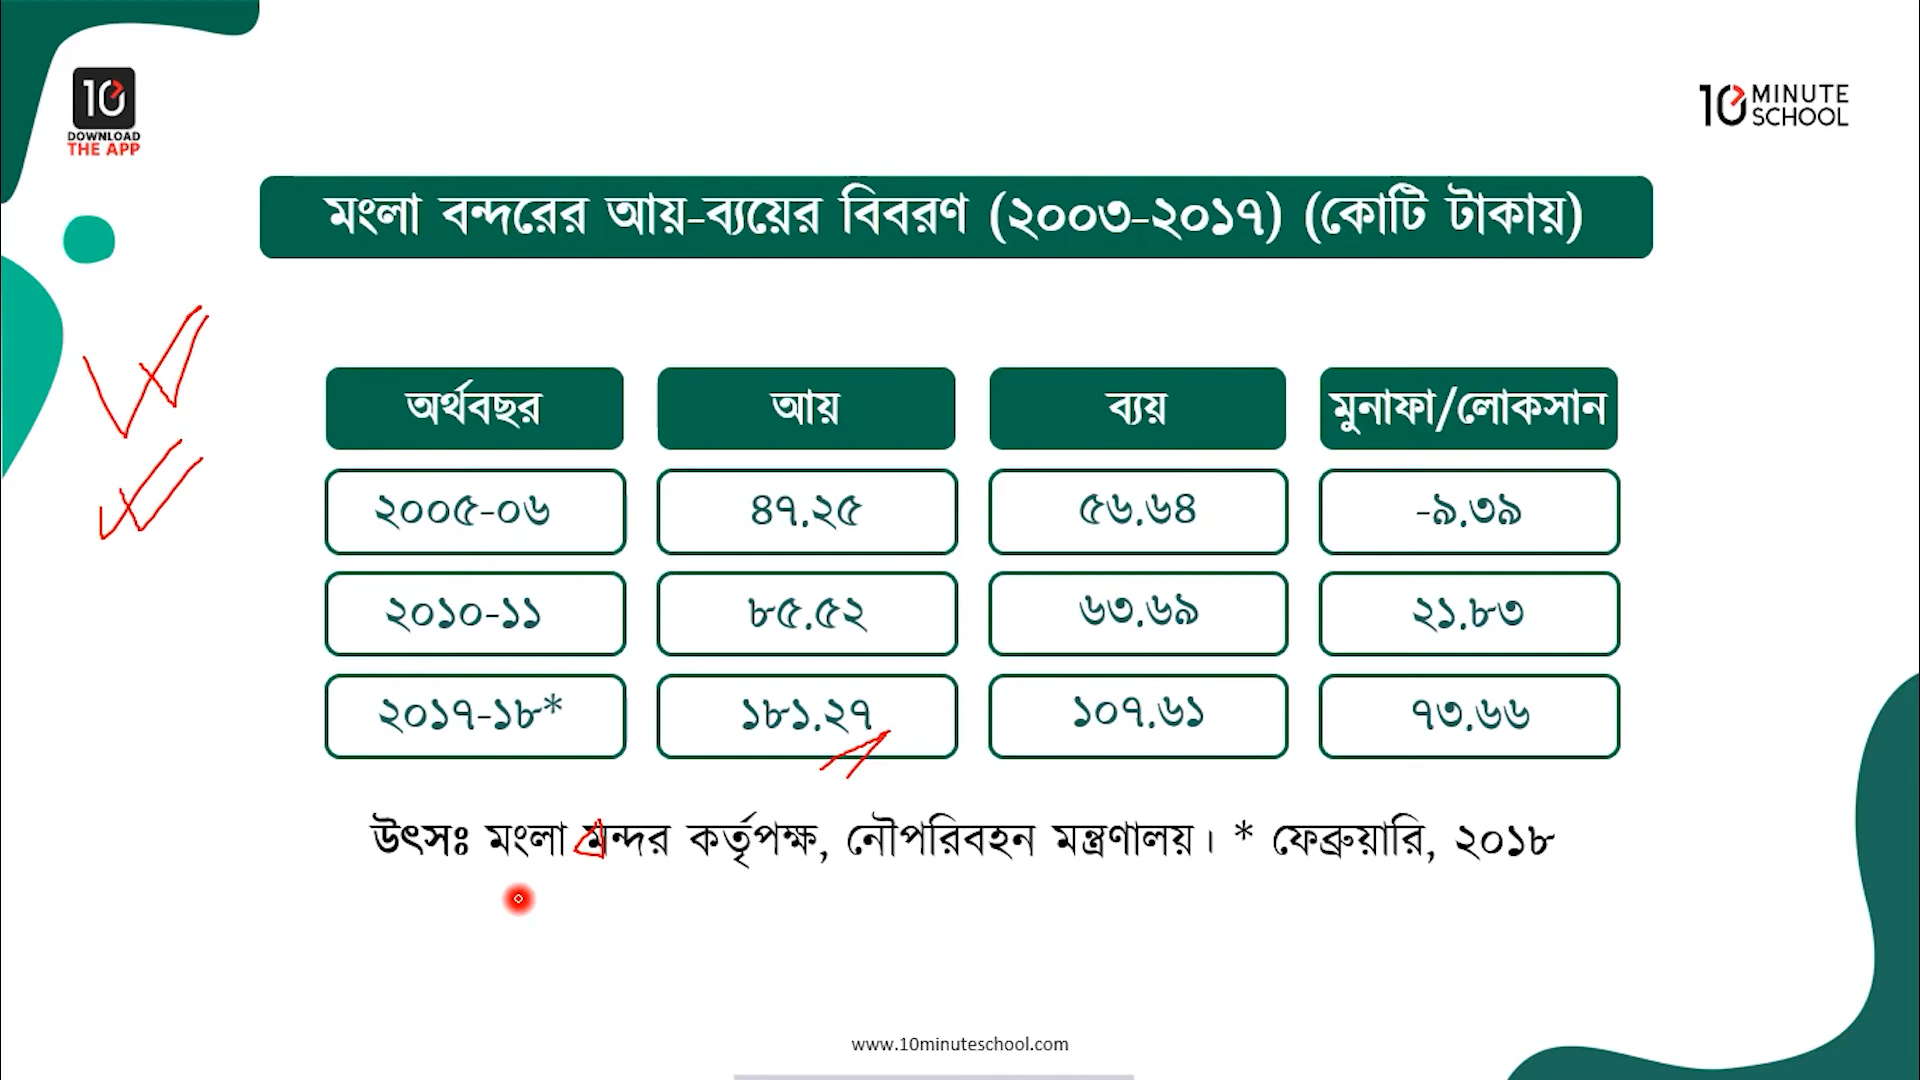 10
DOWNLOAD
THE APP
10 MINUTE
SCHOOL
মংলা বন্দরের আয়-ব্যয়ের বিবরণ (২০০৩-২০১৭) (কোটি টাকায়)
অর্থবছর আয় ব্যয় মুনাফা/লোকসান
২০০৫-০৬ ৪৭.২৫ ৫৬.৬৪ -৯.৩৯
২০১০-১১ ৮৫.৫২ ৬৩.৬৯ ২১.৮৩
২০১৭-১৮* ১৮১.২৭ ১০৭.৬১ ৭৩.৬৬
উৎসঃ মংলা বন্দর কর্তৃপক্ষ, নৌপরিবহন মন্ত্রণালয়। * ফেব্রুয়ারি, ২০১৮
www.10minuteschool.com